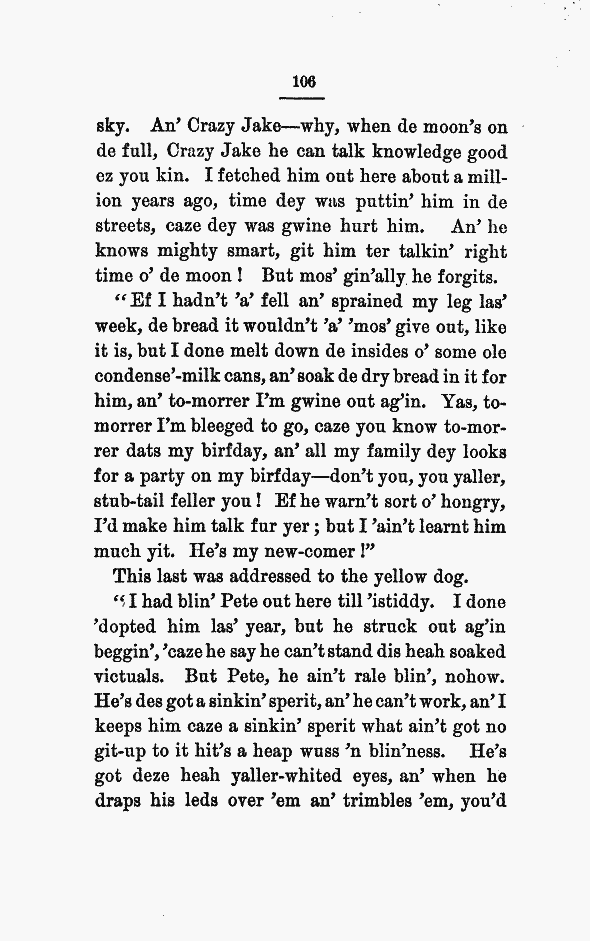 106
sky. An' Crazy Jake—why, when de moon's on
de full, Crazy Jake he can talk knowledge good
ez you kin. I fetched him out here about a mill-
ion years ago, time dey was puttin' him in de
streets, caze dey was gwine hurt him. An' he
knows mighty smart, git him ter talkin' right
time o' de moon! But mos' gin'ally he forgits.
"Ef I hadn't 'a' fell an' sprained my leg las'
week, de bread it wouldn't 'a' 'mos' give out, like
it is, but I done melt down de insides o' some ole
condense'-milk cans, an' soak de dry bread in it for
him, an' to-morrer I'm gwine out ag'in. Yas, to-
morrer I'm bleeged to go, caze you know to-mor-
rer dats my birfday, an' all my family dey looks
for a party on my birfday—don't you, you yaller,
stub-tail feller you! Ef he warn't sort o' hongry,
I'd make him talk fur yer; but I 'ain't learnt him
much yit. He's my new-comer!"
This last was addressed to the yellow dog.
"I had blin' Pete out here till 'istiddy. I done
'dopted him las' year, but he struck out ag'in
beggin', 'caze he say he can't stand dis heah soaked
victuals. But Pete, he ain't rale blin', nohow.
He's des got a sinkin' sperit, an' he can't work, an' I
keeps him caze a sinkin' sperit what ain't got no
git-up to it hit's a heap wuss 'n blin'ness. He's
got deze heah yaller-whited eyes, an' when he
draps his leds over 'em an' trimbles 'em, you'd